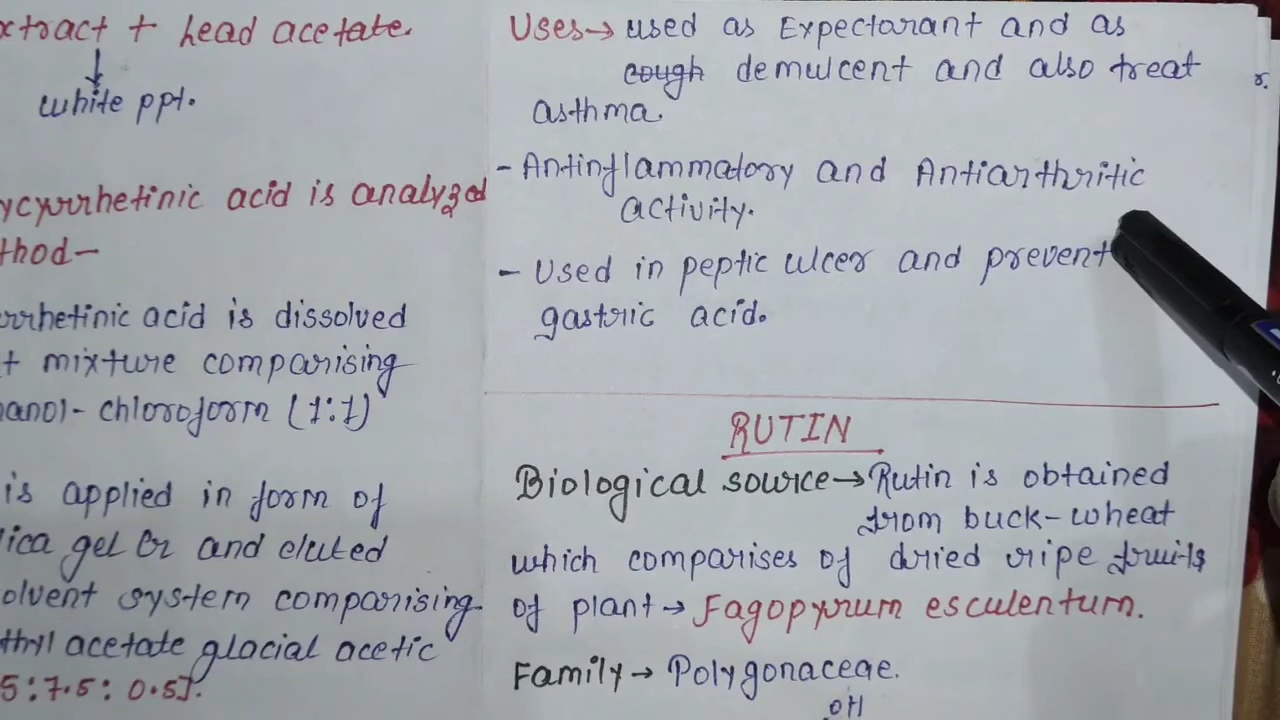 xtract + head acetate.
white ppt.
ycyrrhetinic acid is analyzed
thod-
rrhetinic acid is dissolved
t mixture comparising
anol- chloroform (1:1)
is applied in form of
ica gel Gr and eluted
olvent system comparising
thyl acetate glacial acetic
5:7.5: 0.5].
Uses→ used as Expectorant and as
cough demulcent and also treat
asthma.
- Antinflammatory and Antiarthritic
activity.
- Used in peptic ulcer and prevent
gastric acid.
RUTIN
Biological source→ Rutin is obtained
from buck-wheat
which comparises of dried ripe fruits
of plant→ Fagopyrum esculentum.
Family→ Polygonaceae.
OH
r.